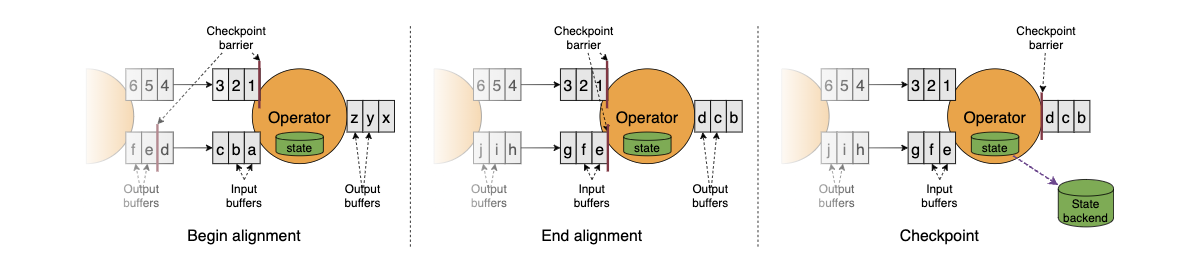 Checkpoint
barrier
6 5 4
3 2 1
Operator
z y x
state
f e d
c b a
Output
buffers
Input
buffers
Output
buffers
Begin alignment
Checkpoint
barrier
6 5 4
3 2 1
Operator
d c b
state
j i h
g f e
Output
buffers
Input
buffers
Output
buffers
End alignment
Checkpoint
barrier
6 5 4
3 2 1
Operator
d c b
state
j i h
g f e
Output
buffers
Input
buffers
State
backend
Checkpoint